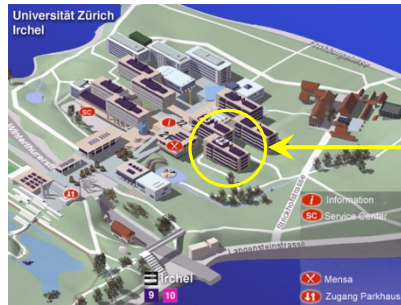 Universität Zürich
Irchel
SC
i
Winterthurerstr
Strickhofstrasse
i Information
SC Service Center
Langensteinstrasse
Irchel
9 10
Mensa
Zugang Parkhaus